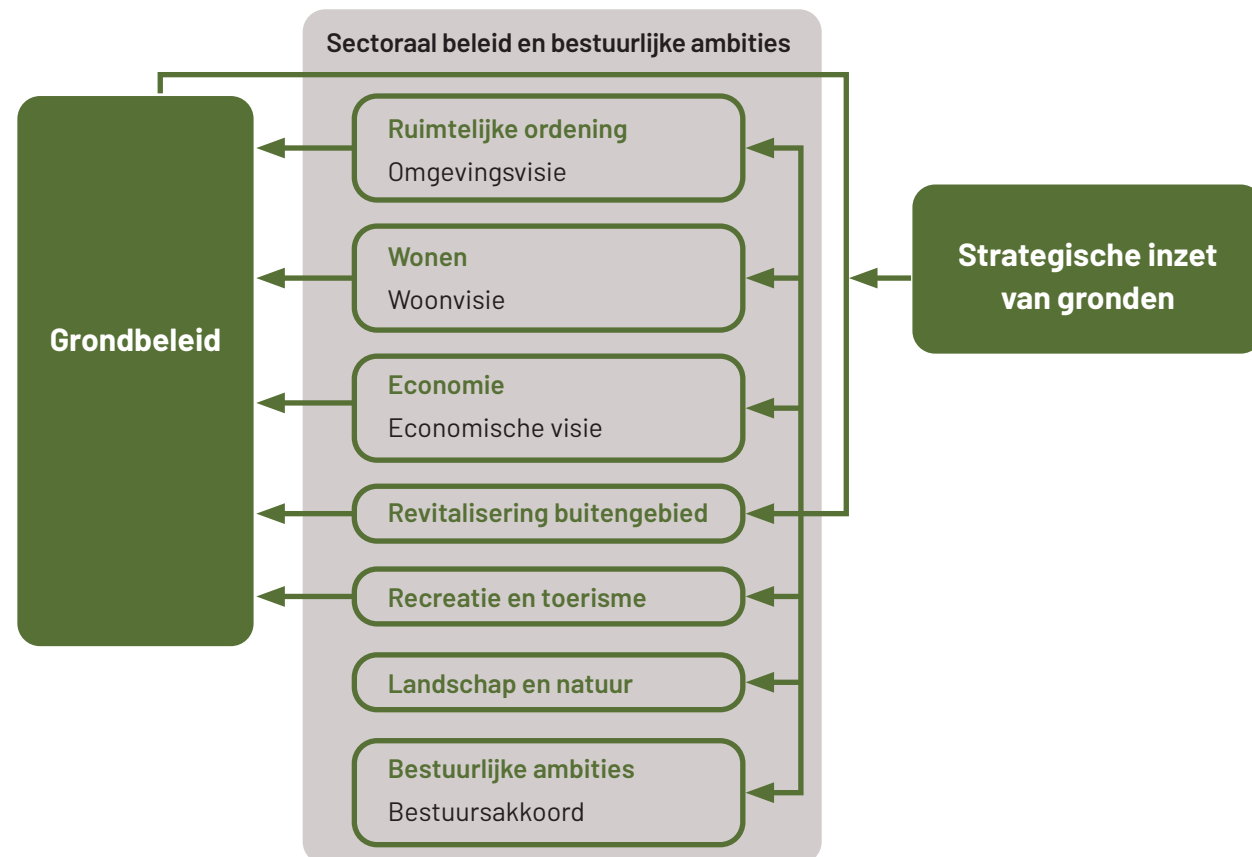 Sectoraal beleid en bestuurlijke ambities
Grondbeleid
Ruimtelijke ordening
Omgevingsvisie
Wonen
Woonvisie
Economie
Economische visie
Revitalisering buitengebied
Recreatie en toerisme
Landschap en natuur
Bestuurlijke ambities
Bestuursakkoord
Strategische inzet
van gronden